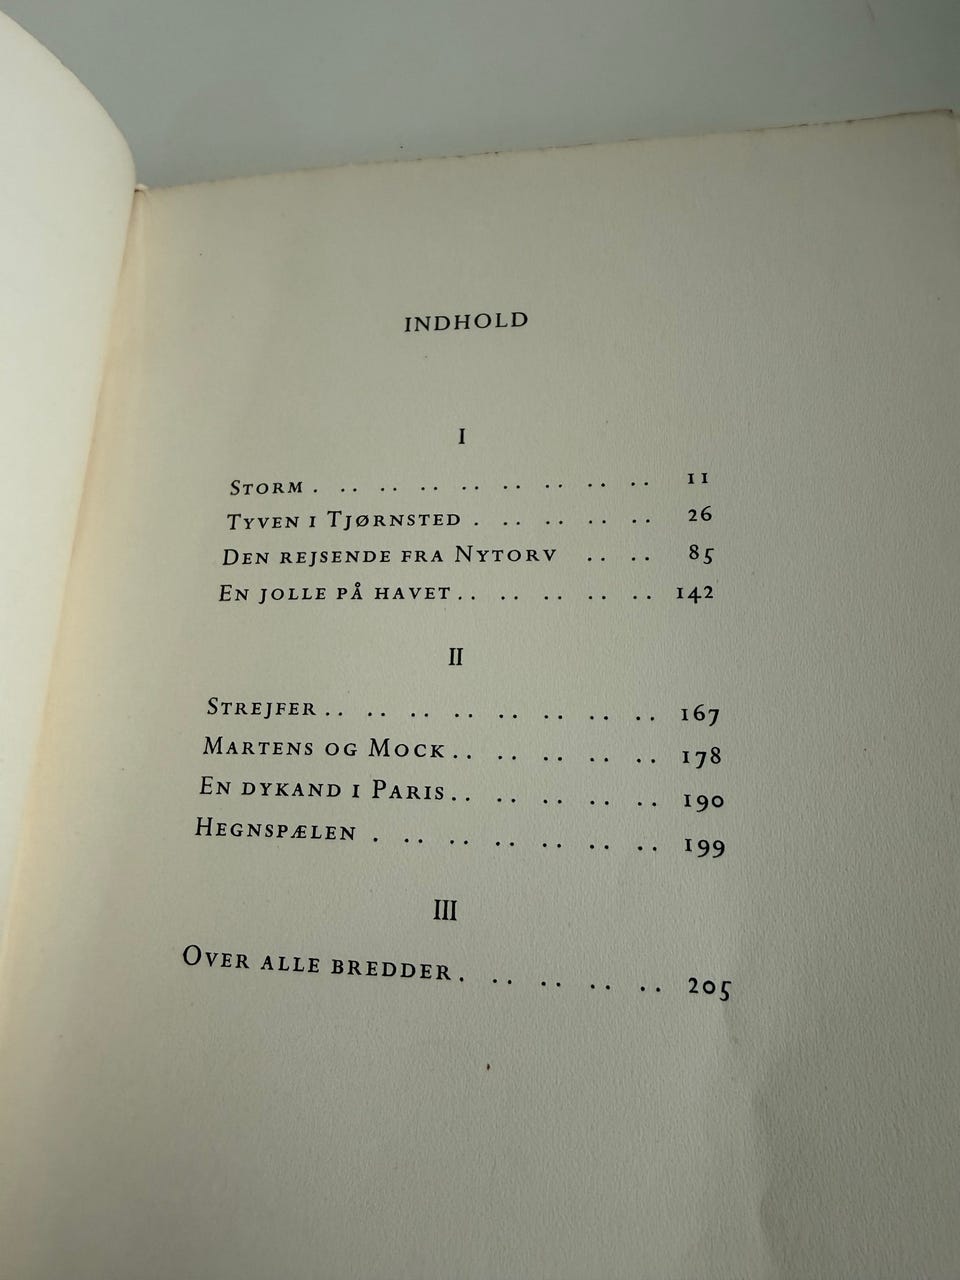 INDHOLD
I
STORM . .. .. .. .. .. .. .. .. 11
TYVEN I TJØRNSTED . .. .. .. .. 26
DEN REJSENDE FRA NYTORV .. .. 85
EN JOLLE PÅ HAVET .. .. .. .. .. 142
II
STREJFER .. .. .. .. .. .. .. .. 167
MARTENS OG MOCK .. .. .. .. .. 178
EN DYKAND I PARIS .. .. .. .. .. 190
HEGNSPÆLEN . .. .. .. .. .. .. 199
III
OVER ALLE BREDDER . .. .. .. .. 205